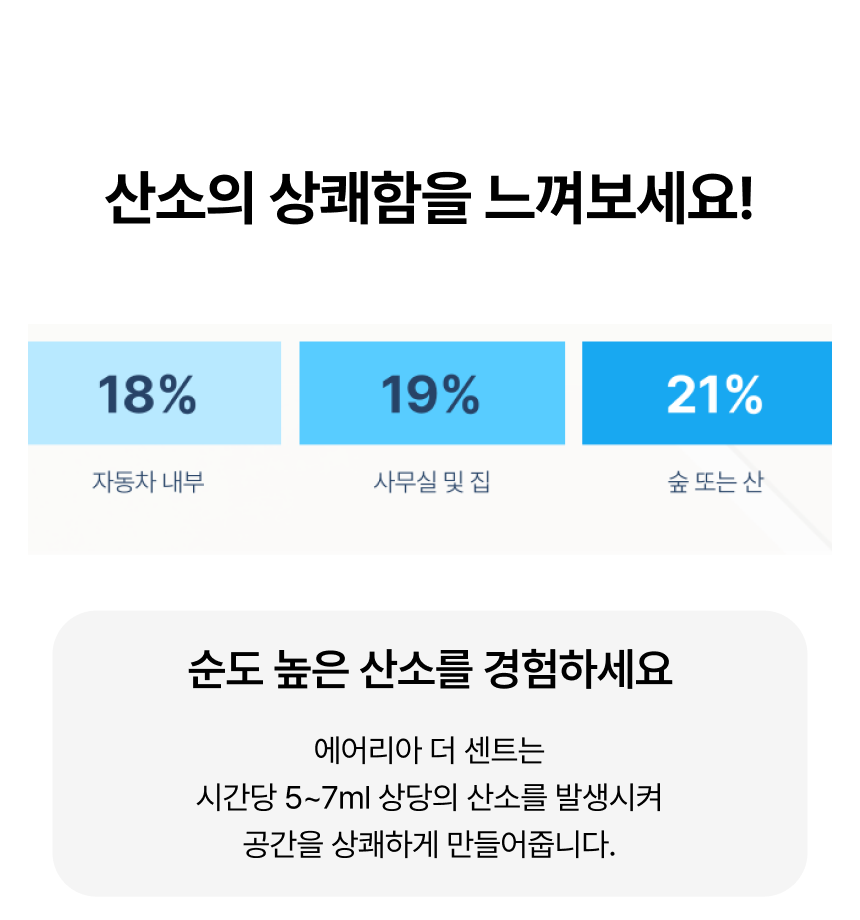 산소의 상쾌함을 느껴보세요!
18%
19%
21%
자동차 내부
사무실 및 집
숲 또는 산
순도 높은 산소를 경험하세요
에어리아 더 센트는
시간당 5~7ml 상당의 산소를 발생시켜
공간을 상쾌하게 만들어줍니다.